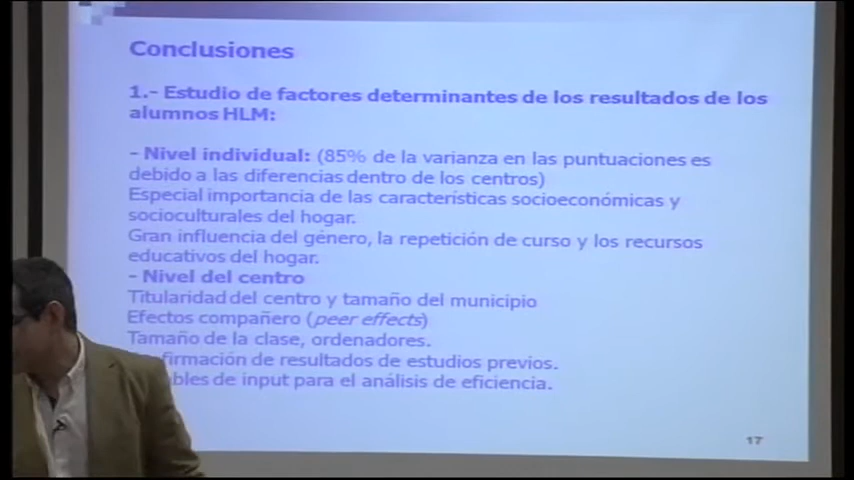 Conclusiones
1.- Estudio de factores determinantes de los resultados de los
alumnos HLM:
- Nivel individual: (85% de la varianza en las puntuaciones es
debido a las diferencias dentro de los centros)
Especial importancia de las características socioeconómicas y
socioculturales del hogar.
Gran influencia del género, la repetición de curso y los recursos
educativos del hogar.
- Nivel del centro
Titularidad del centro y tamaño del municipio
Efectos compañero (peer effects)
Tamaño de la clase, ordenadores.
de resultados de estudios previos.
de input para el análisis de eficiencia.
17